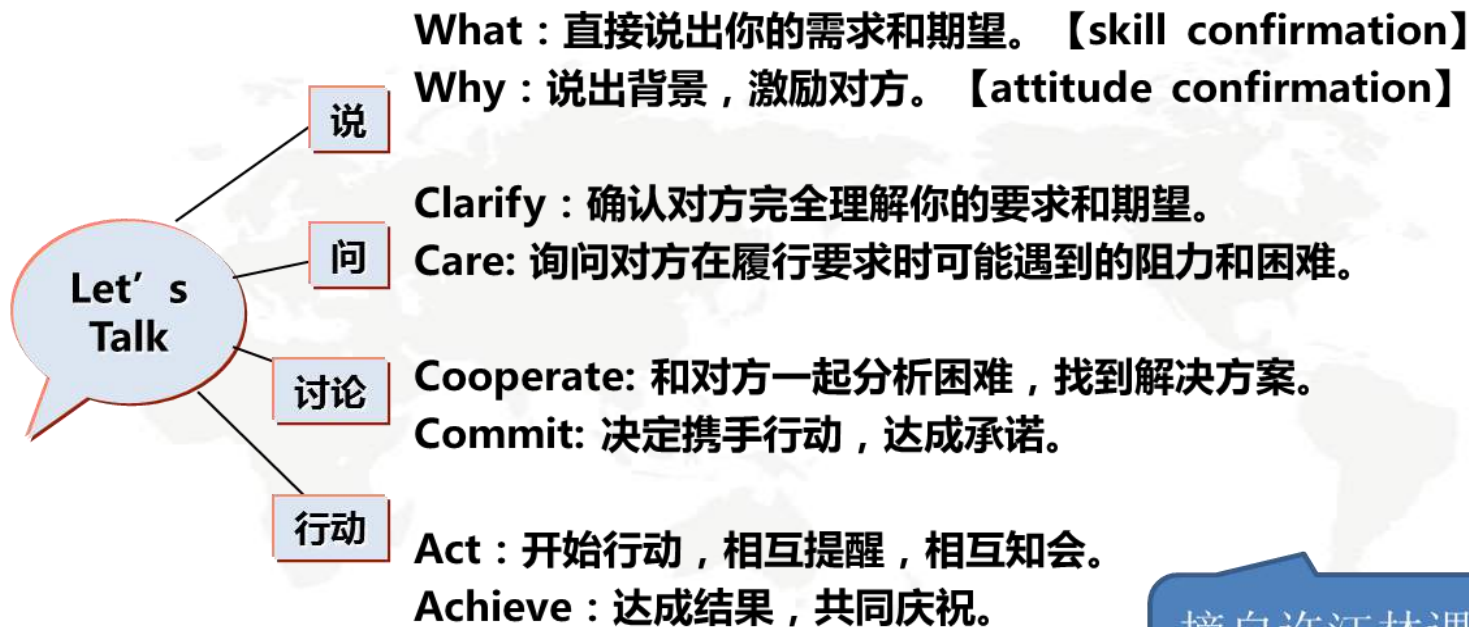 What：直接说出你的需求和期望。【skill confirmation】
Why：说出背景，激励对方。【attitude confirmation】
说
Clarify：确认对方完全理解你的要求和期望。
问
Care: 询问对方在履行要求时可能遇到的阻力和困难。
Let’s
Talk
Cooperate: 和对方一起分析困难，找到解决方案。
讨论
Commit: 决定携手行动，达成承诺。
行动
Act：开始行动，相互提醒，相互知会。
Achieve：达成结果，共同庆祝。